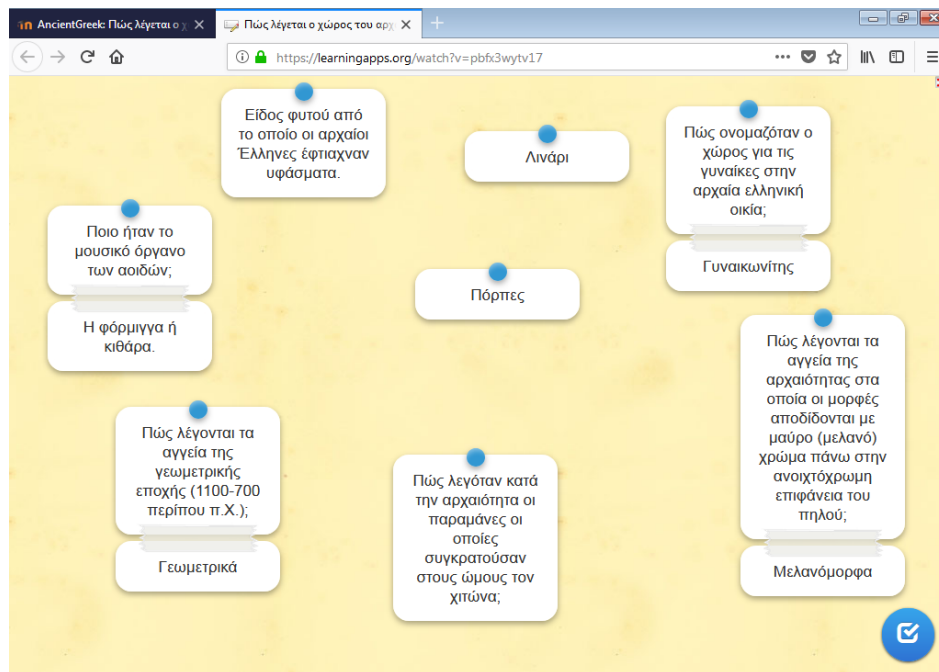 AncientGreek: Πώς λέγεται ο χ
Πώς λέγεται ο χώρος του αρχ
https://learningapps.org/watch?v=pbfx3wytv17
Είδος φυτού από
το οποίο οι αρχαίοι
Έλληνες έφτιαχναν
υφάσματα.
Λινάρι
Πώς ονομαζόταν ο
χώρος για τις
γυναίκες στην
αρχαία ελληνική
οικία;
Γυναικωνίτης
Ποιο ήταν το
μουσικό όργανο
των αοιδών;
Η φόρμιγγα ή
κιθάρα.
Πόρπες
Πώς λέγονται τα
αγγεία της
αρχαιότητας στα
οποία οι μορφές
αποδίδονται με
μαύρο (μελανό)
χρώμα πάνω στην
ανοιχτόχρωμη
επιφάνεια του
πηλού;
Μελανόμορφα
Πώς λέγονται τα
αγγεία της
γεωμετρικής
εποχής (1100-700
περίπου π.Χ.);
Γεωμετρικά
Πώς λεγόταν κατά
την αρχαιότητα οι
παραμάνες οι
οποίες
συγκρατούσαν
στους ώμους τον
χιτώνα;